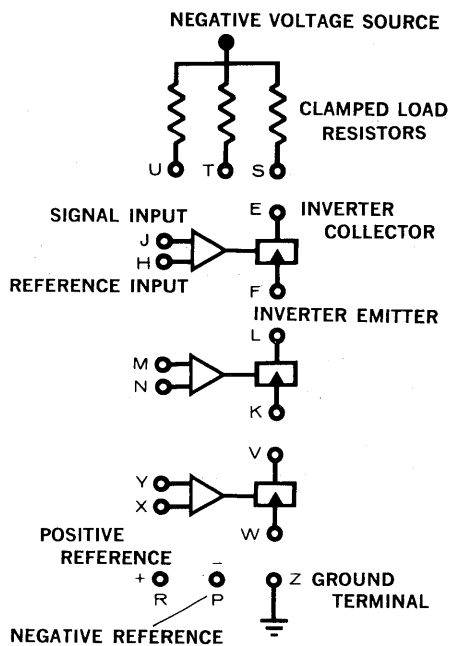 NEGATIVE VOLTAGE SOURCE
CLAMPED LOAD
RESISTORS
U T S
E INVERTER
COLLECTOR
SIGNAL INPUT
J
H
REFERENCE INPUT
F
INVERTER EMITTER
L
M
N
K
V
Y
X
W
POSITIVE
REFERENCE
+ – Z GROUND
R P TERMINAL
NEGATIVE REFERENCE